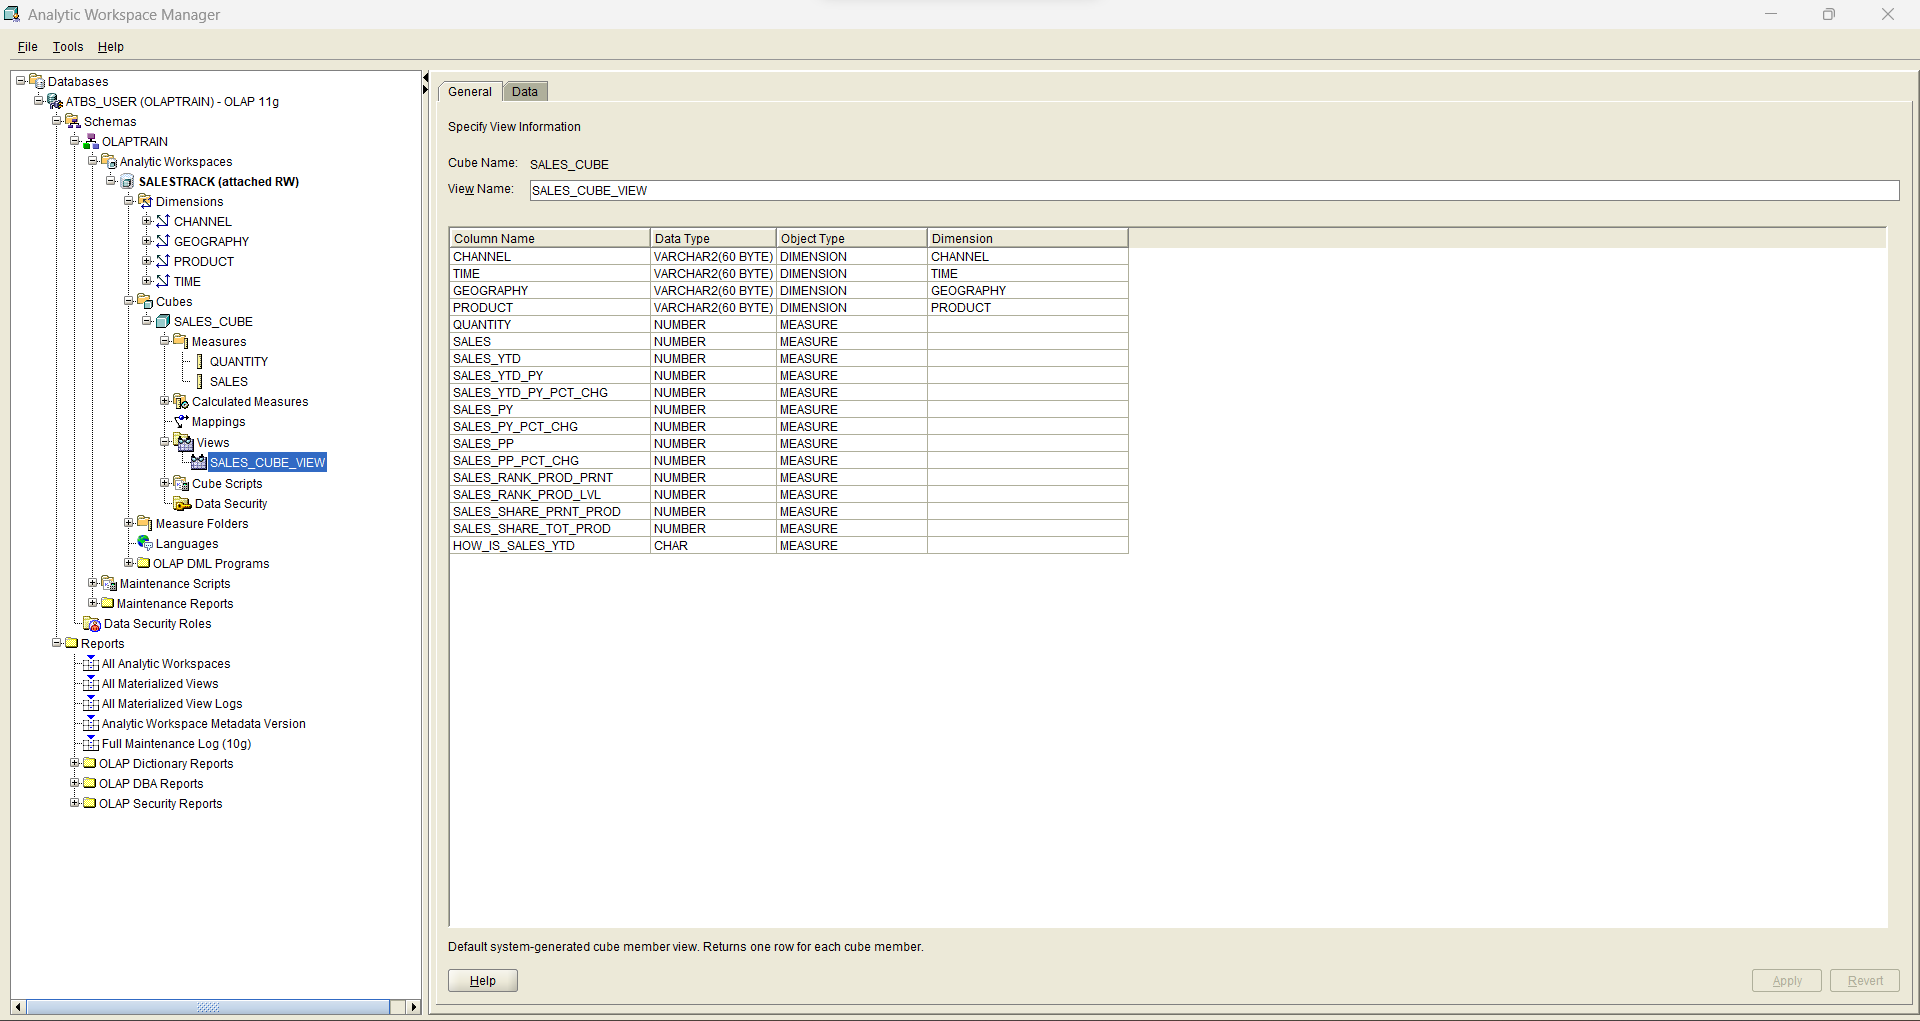 Analytic Workspace Manager
File Tools Help
Databases
ATBS_USER (OLAPTRAIN) - OLAP 11g
Schemas
OLAPTRAIN
Analytic Workspaces
SALESTRACK (attached RW)
Dimensions
CHANNEL
GEOGRAPHY
PRODUCT
TIME
Cubes
SALES_CUBE
Measures
QUANTITY
SALES
Calculated Measures
Mappings
Views
SALES_CUBE_VIEW
Cube Scripts
Data Security
Measure Folders
Languages
OLAP DML Programs
Maintenance Scripts
Maintenance Reports
Data Security Roles
Reports
All Analytic Workspaces
All Materialized Views
All Materialized View Logs
Analytic Workspace Metadata Version
Full Maintenance Log (10g)
OLAP Dictionary Reports
OLAP DBA Reports
OLAP Security Reports
General Data
Specify View Information
Cube Name: SALES_CUBE
View Name: SALES_CUBE_VIEW
Column Name Data Type Object Type Dimension
CHANNEL VARCHAR2(60 BYTE) DIMENSION CHANNEL
TIME VARCHAR2(60 BYTE) DIMENSION TIME
GEOGRAPHY VARCHAR2(60 BYTE) DIMENSION GEOGRAPHY
PRODUCT VARCHAR2(60 BYTE) DIMENSION PRODUCT
QUANTITY NUMBER MEASURE
SALES NUMBER MEASURE
SALES_YTD NUMBER MEASURE
SALES_YTD_PY NUMBER MEASURE
SALES_YTD_PY_PCT_CHG NUMBER MEASURE
SALES_PY NUMBER MEASURE
SALES_PY_PCT_CHG NUMBER MEASURE
SALES_PP NUMBER MEASURE
SALES_PP_PCT_CHG NUMBER MEASURE
SALES_RANK_PROD_PRNT NUMBER MEASURE
SALES_RANK_PROD_LVL NUMBER MEASURE
SALES_SHARE_PRNT_PROD NUMBER MEASURE
SALES_SHARE_TOT_PROD NUMBER MEASURE
HOW_IS_SALES_YTD CHAR MEASURE
Default system-generated cube member view. Returns one row for each cube member.
Help Apply Revert